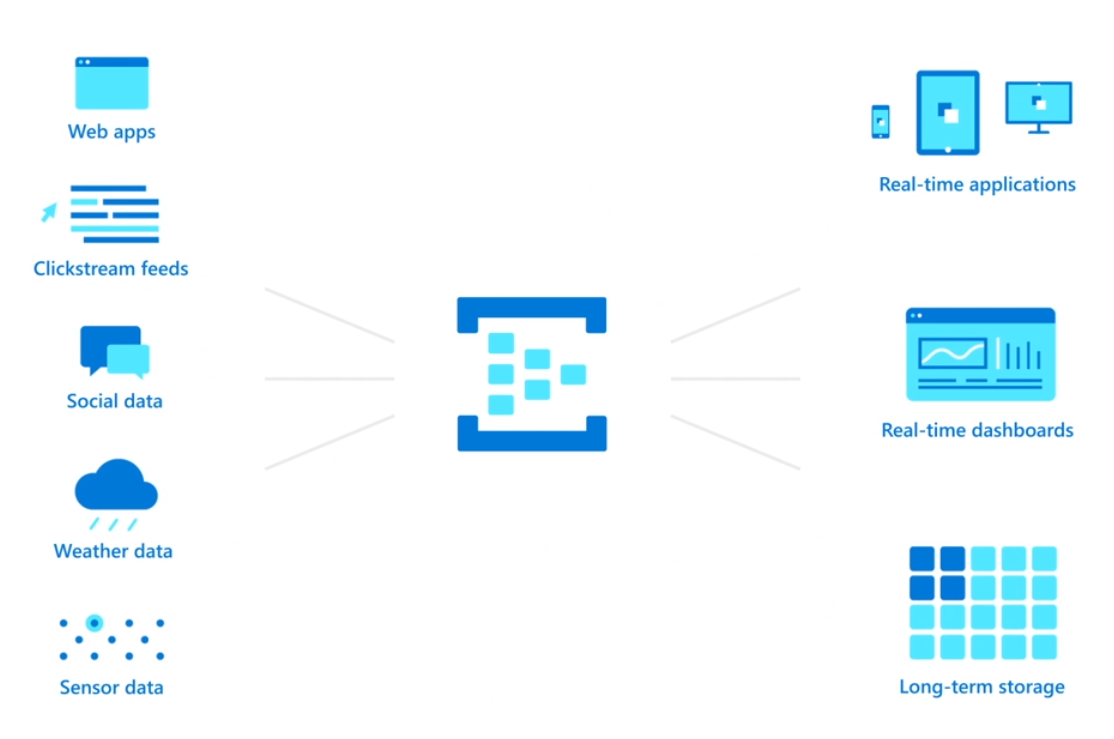 Web apps
Clickstream feeds
Social data
Weather data
Sensor data
Real-time applications
Real-time dashboards
Long-term storage